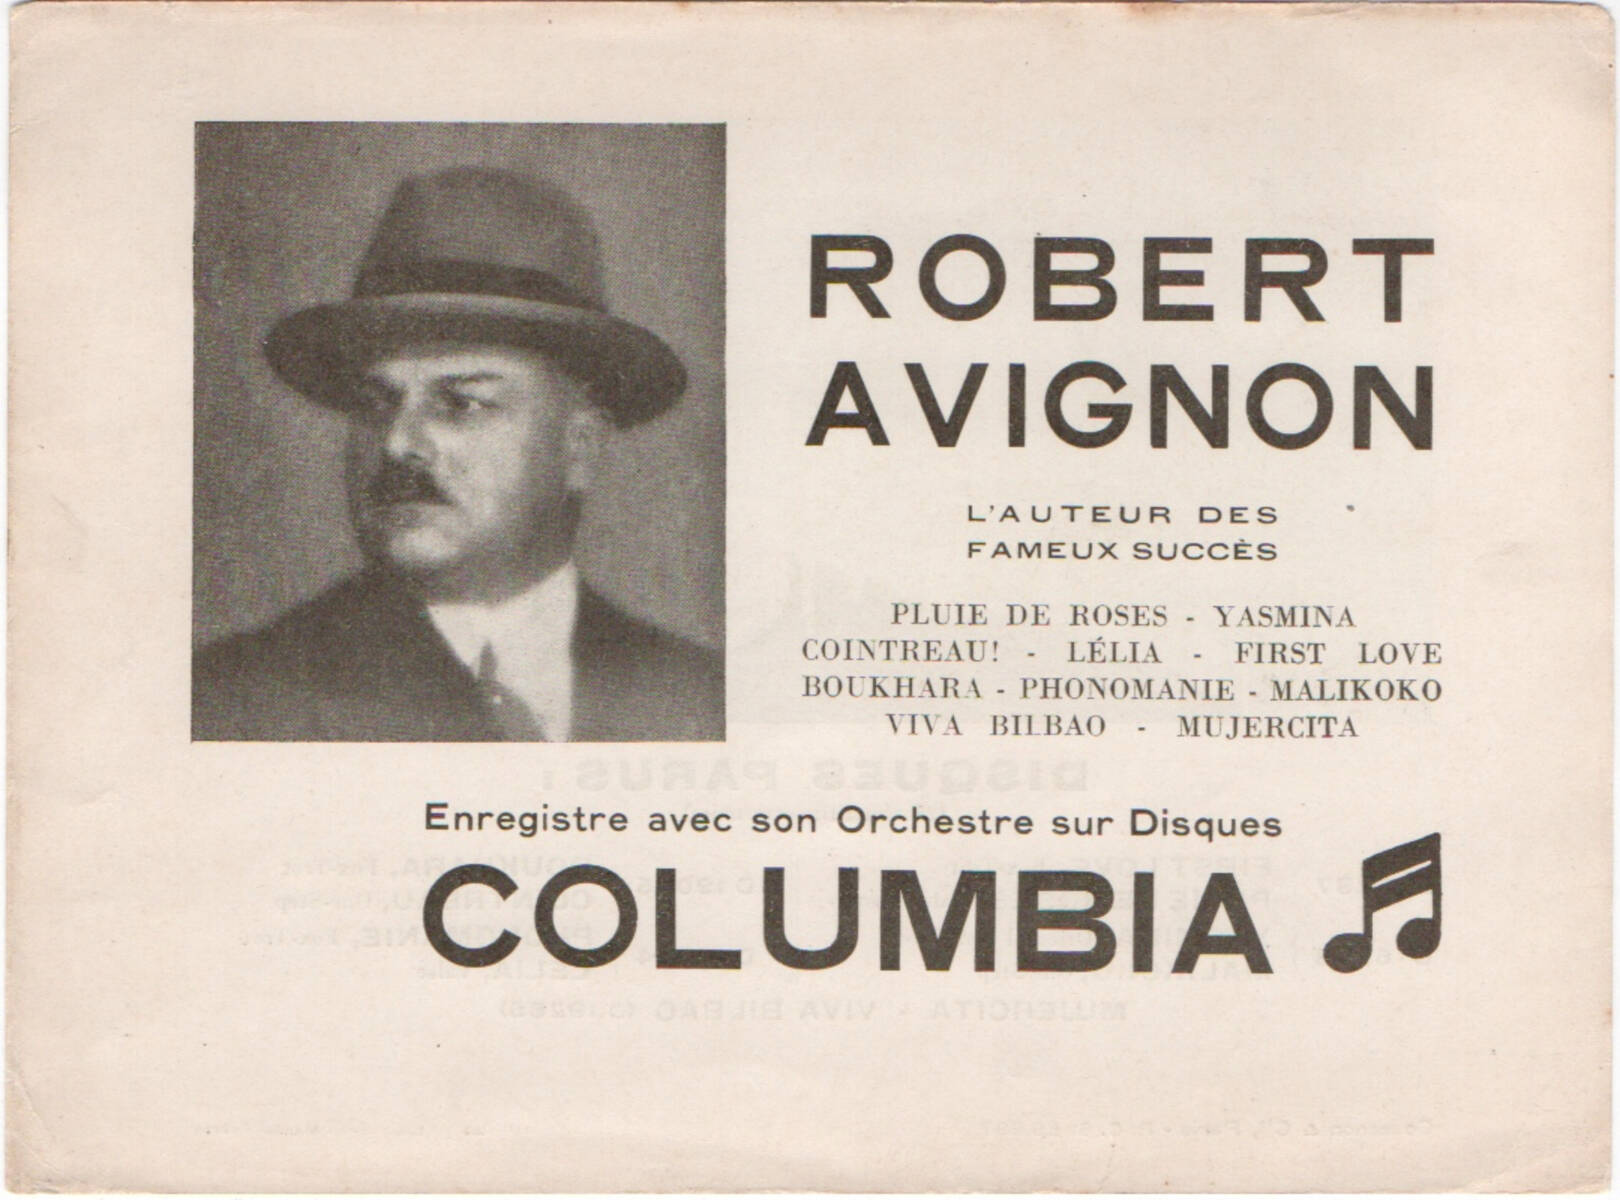 ROBERT
AVIGNON
L'AUTEUR DES
FAMEUX SUCCÈS
PLUIE DE ROSES - YASMINA
COINTREAU! - LÉLIA - FIRST LOVE
BOUKHARA - PHONOMANIE - MALIKOKO
VIVA BILBAO - MUJERCITA
Enregistre avec son Orchestre sur Disques
COLUMBIA